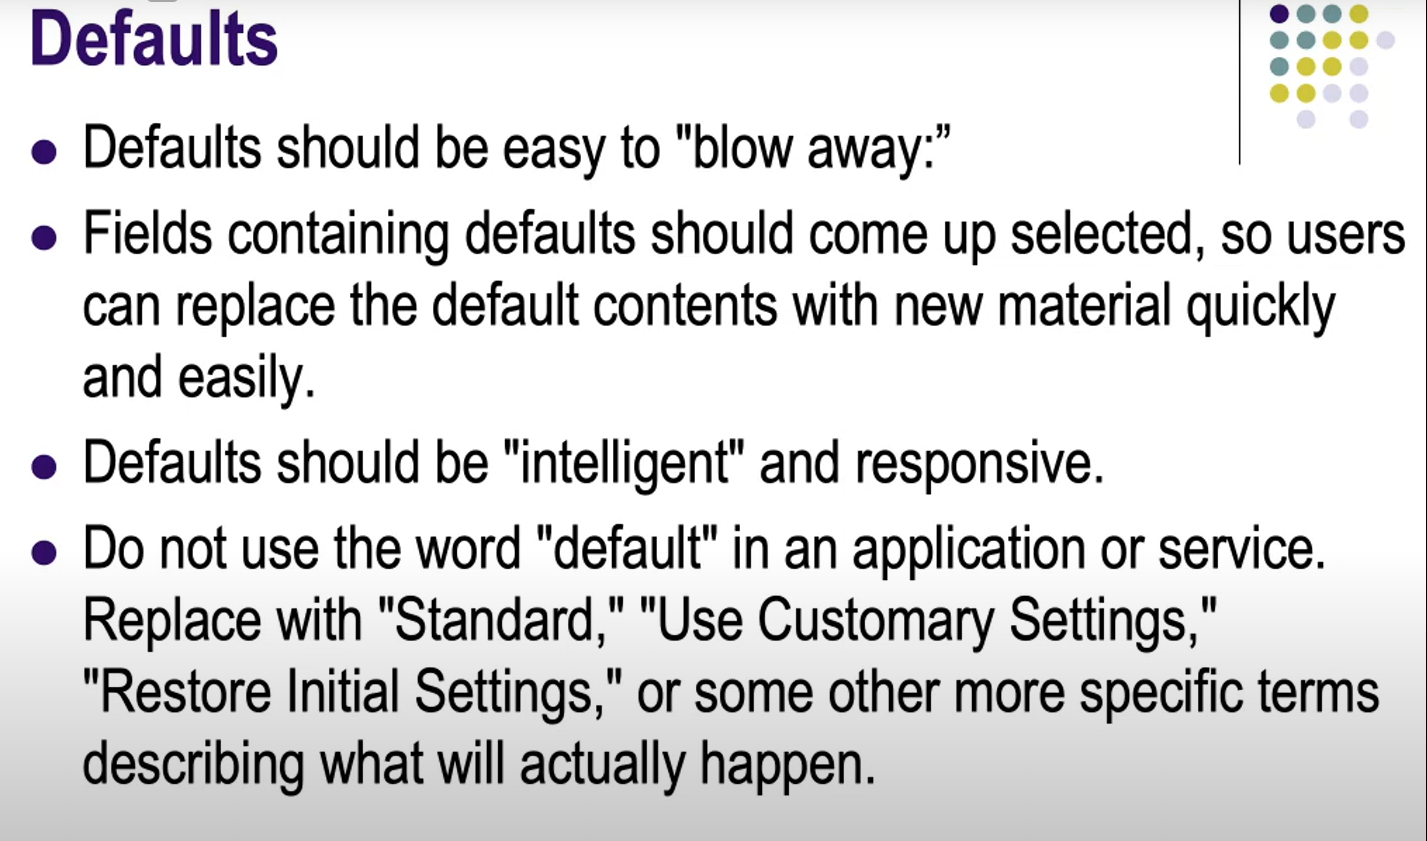 Defaults
Defaults should be easy to "blow away:”
Fields containing defaults should come up selected, so users
can replace the default contents with new material quickly
and easily.
Defaults should be "intelligent" and responsive.
Do not use the word "default" in an application or service.
Replace with "Standard," "Use Customary Settings,"
"Restore Initial Settings," or some other more specific terms
describing what will actually happen.